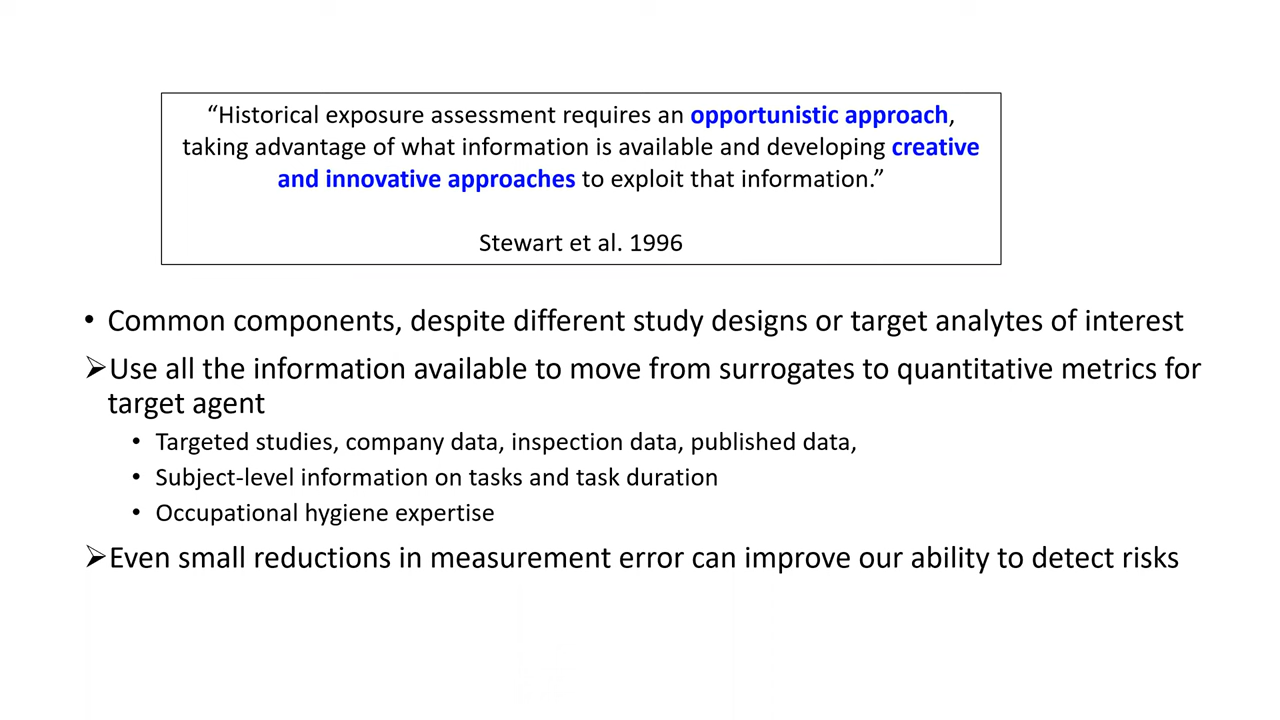 “Historical exposure assessment requires an opportunistic approach,
taking advantage of what information is available and developing creative
and innovative approaches to exploit that information.”
Stewart et al. 1996
• Common components, despite different study designs or target analytes of interest
➢Use all the information available to move from surrogates to quantitative metrics for
target agent
• Targeted studies, company data, inspection data, published data,
• Subject-level information on tasks and task duration
• Occupational hygiene expertise
➢Even small reductions in measurement error can improve our ability to detect risks